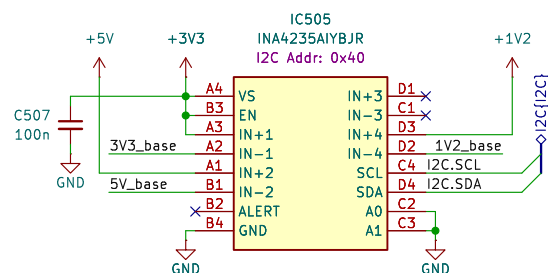 IC505
INA4235AIYBJR
I2C Addr: 0x40
+5V
+3V3
+1V2
C507
100n
GND
3V3_base
5V_base
A4 VS
B3 EN
A3 IN+1
A2 IN-1
A1 IN+2
B1 IN-2
B2 ALERT
B4 GND
GND
IN+3 D1
IN-3 C1
IN+4 D3
IN-4 D2
SCL C4
SDA D4
A0 C2
A1 C3
1V2_base
I2C.SCL
I2C.SDA
I2C{I2C}
GND